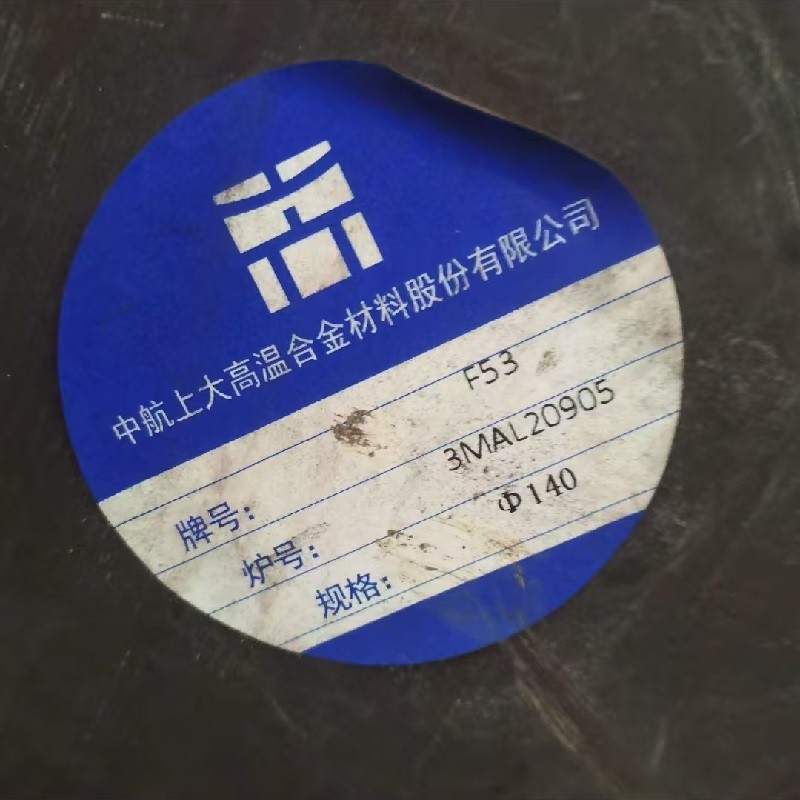 中航上大高温合金材料股份有限公司
牌号: F53
炉号: 3MAL20905
规格: Φ140